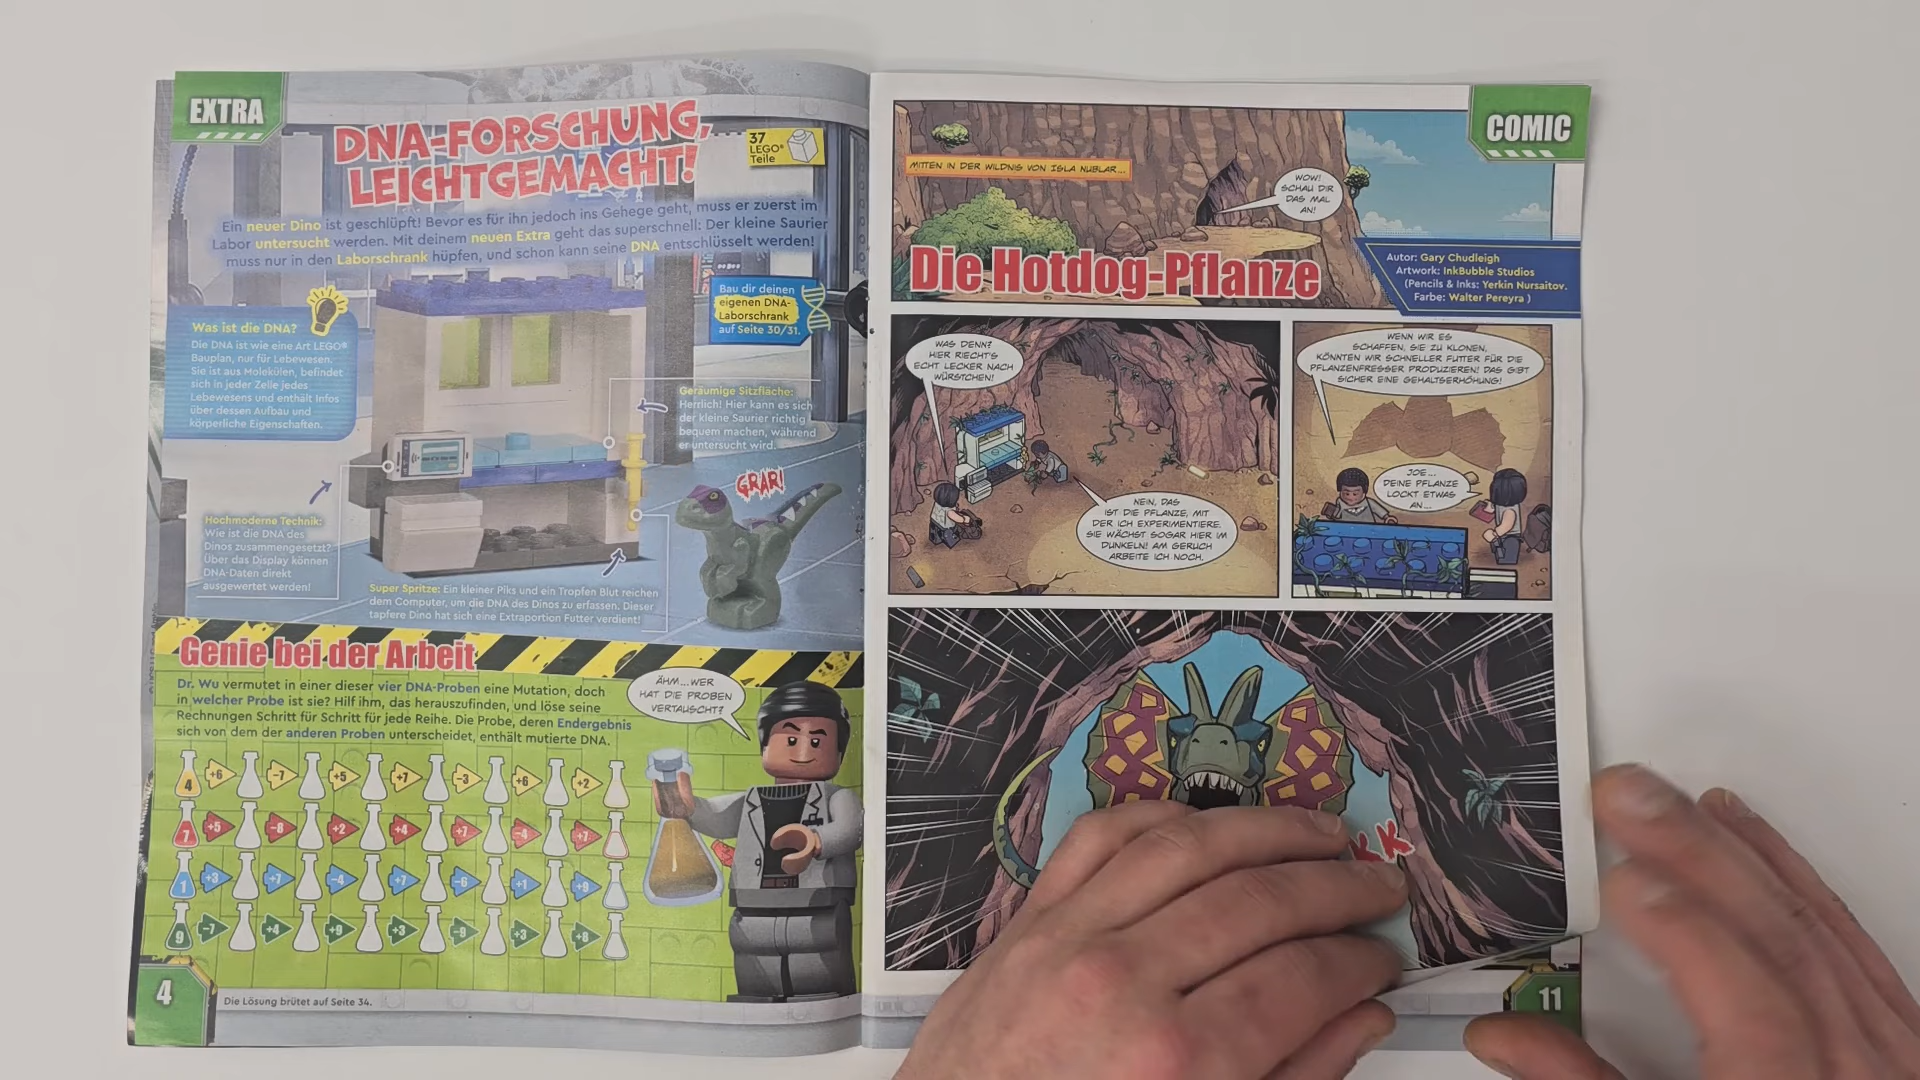 EXTRA
DNA-FORSCHUNG,
LEICHTGEMACHT!
37
LEGO®
Teile
Ein neuer Dino ist geschlüpft! Bevor es für ihn jedoch ins Gehege geht, muss er zuerst im
Labor untersucht werden. Mit deinem neuen Extra geht das superschnell: Der kleine Saurier
muss nur in den Laborschrank hüpfen, und schon kann seine DNA entschlüsselt werden!
Bau dir deinen
eigenen DNA-
Laborschrank
auf Seite 30/31.
Was ist die DNA?
Die DNA ist wie eine Art LEGO®
Bauplan, nur für Lebewesen.
Sie ist aus Molekülen, befindet
sich in jeder Zelle jedes
Lebewesens und enthält Infos
über dessen Aufbau und
körperliche Eigenschaften.
Geräumige Sitzfläche:
Herrlich! Hier kann es sich
der kleine Saurier richtig
bequem machen, während
er untersucht wird.
GRAR!
Hochmoderne Technik:
Wie ist die DNA des
Dinos zusammengesetzt?
Über das Display können
DNA-Daten direkt
ausgewertet werden!
Super Spritze: Ein kleiner Piks und ein Tropfen Blut reichen
dem Computer, um die DNA des Dinos zu erfassen. Dieser
tapfere Dino hat sich eine Extraportion Futter verdient!
Genie bei der Arbeit
Dr. Wu vermutet in einer dieser vier DNA-Proben eine Mutation, doch
in welcher Probe ist sie? Hilf ihm, das herauszufinden, und löse seine
Rechnungen Schritt für Schritt für jede Reihe. Die Probe, deren Endergebnis
sich von dem der anderen Proben unterscheidet, enthält mutierte DNA.
ÄHM...WER
HAT DIE PROBEN
VERTAUSCHT?
4 +6 -7 +5 +7 -3 +6 +2
7 +5 -8 +2 +4 +7 -4 +7
1 +3 +7 -4 +7 -6 +1 +9
9 -7 +4 +9 +3 -9 +3 +8
4
Die Lösung brütet auf Seite 34.
COMIC
MITTEN IN DER WILDNIS VON ISLA NUBLAR...
WOW!
SCHAU DIR
DAS MAL
AN!
Die Hotdog-Pflanze
Autor: Gary Chudleigh
Artwork: InkBubble Studios
(Pencils & Inks: Yerkin Nursaitov.
Farbe: Walter Pereyra )
WAS DENN?
HIER RIECHT'S
ECHT LECKER NACH
WÜRSTCHEN!
NEIN, DAS
IST DIE PFLANZE, MIT
DER ICH EXPERIMENTIERE.
SIE WÄCHST SOGAR HIER IM
DUNKELN! AM GERUCH
ARBEITE ICH NOCH.
WENN WIR ES
SCHAFFEN, SIE ZU KLONEN,
KÖNNTEN WIR SCHNELLER FUTTER FÜR DIE
PFLANZENFRESSER PRODUZIEREN! DAS GIBT
SICHER EINE GEHALTSERHÖHUNG!
JOE...
DEINE PFLANZE
LOCKT ETWAS
AN...
KK
11